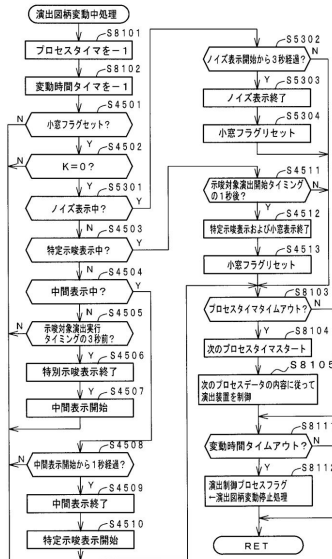 演出図柄変動中処理
S8101
プロセスタイマを-1
S8102
変動時間タイマを-1
S4501
小窓フラグセット?
N
Y
S4502
K=0?
N
Y
S5301
ノイズ表示中?
Y
N
S4503
特定示唆表示中?
Y
N
S4504
中間表示中?
Y
N
S4505
示唆対象演出実行
タイミングの3秒前?
N
Y
S4506
特別示唆表示終了
S4507
中間表示開始
S4508
中間表示開始から1秒経過?
N
Y
S4509
中間表示終了
S4510
特定示唆表示開始
S5302
ノイズ表示開始から3秒経過?
N
Y
S5303
ノイズ表示終了
S5304
小窓フラグリセット
S4511
示唆対象演出開始タイミング
の1秒後?
N
Y
S4512
特定示唆表示および小窓表示終了
S4513
小窓フラグリセット
S8103
プロセスタイマタイムアウト?
N
Y
S8104
次のプロセスタイマスタート
S8105
次のプロセスデータの内容に従って
演出装置を制御
S8111
変動時間タイムアウト?
N
Y
S8112
演出制御プロセスフラグ
←演出図柄変動停止処理
RET